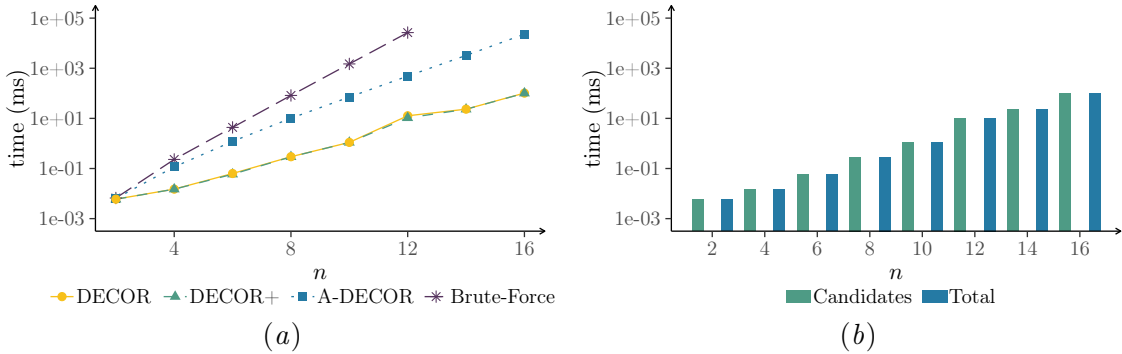 1e+05
1e+03
1e+01
1e-01
1e-03
time (ms)
4 8 12 16
n
DECOR DECOR+ A-DECOR Brute-Force
(a)
1e+05
1e+03
1e+01
1e-01
1e-03
time (ms)
2 4 6 8 10 12 14 16
n
Candidates Total
(b)